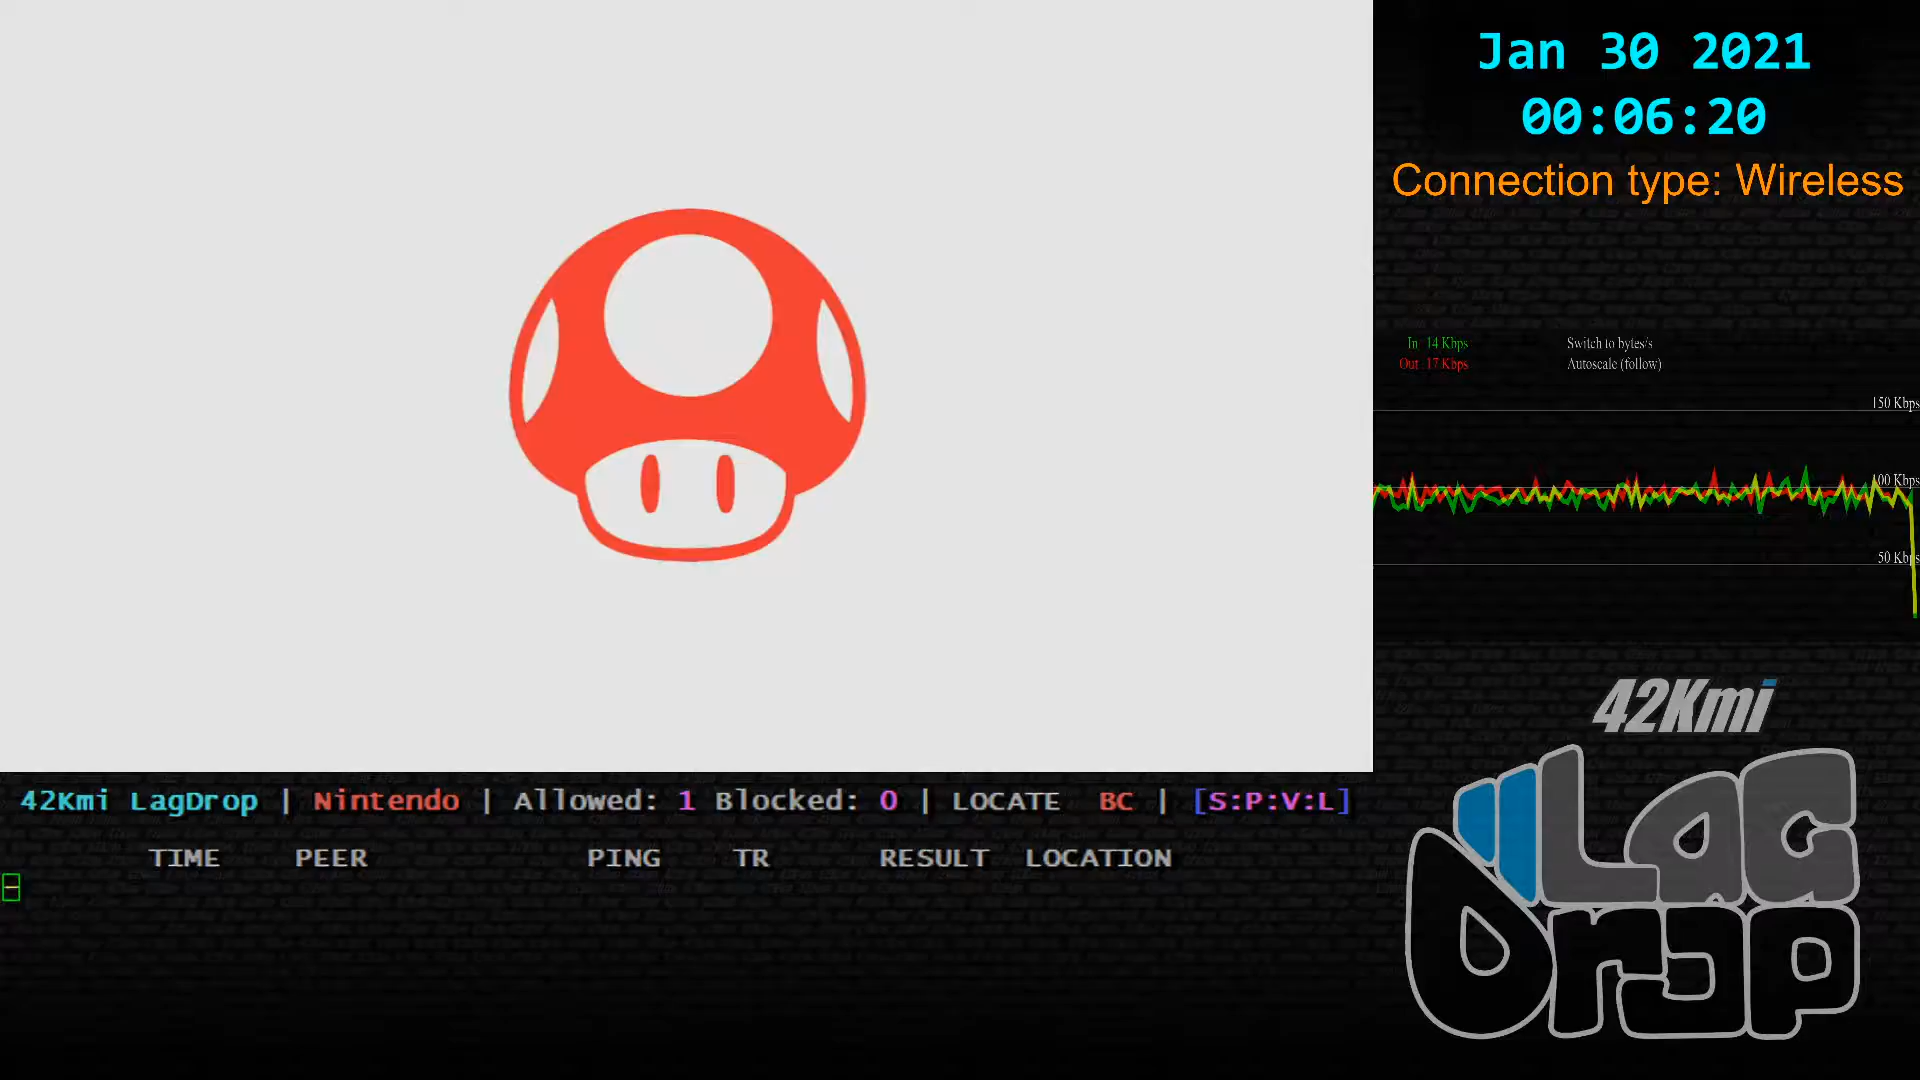 Jan 30 2021
00:06:20
Connection type: Wireless
In 14 Kbps
Switch to bytes/s
Out 17 Kbps
Autoscale (follow)
150 Kbps
100 Kbps
50 Kbps
42Kmi
LagDrop
42Kmi LagDrop | Nintendo | Allowed: 1 Blocked: 0 | LOCATE BC | [S:P:V:L]
TIME PEER PING TR RESULT LOCATION